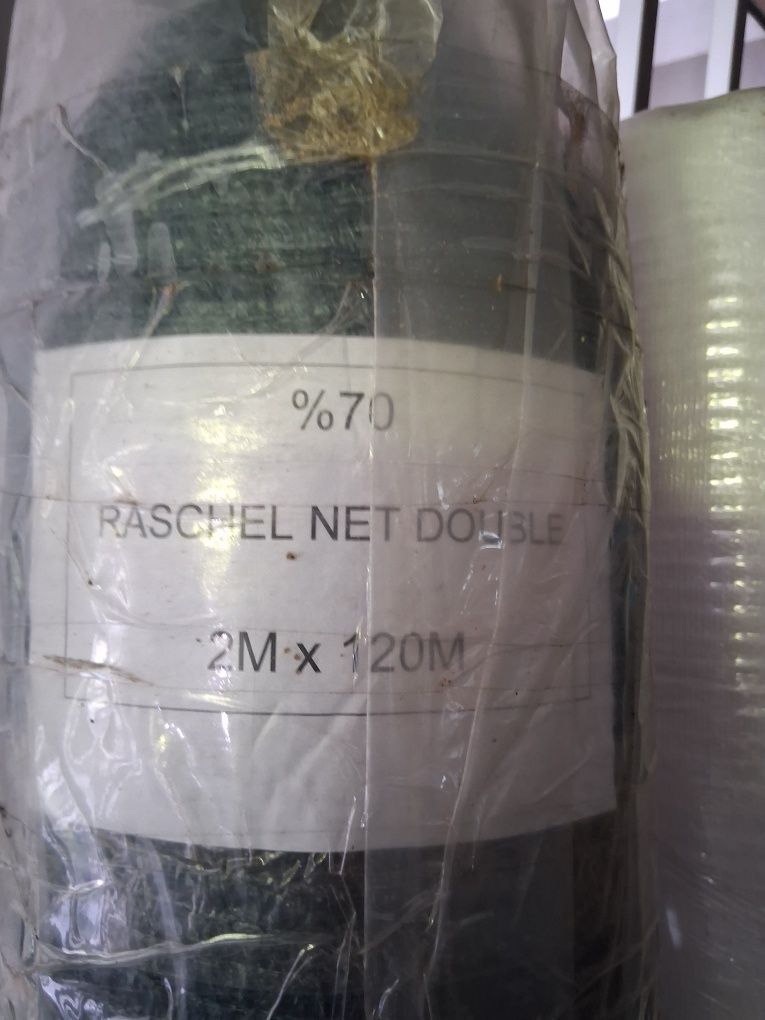 %70
RASCHEL NET DOUBLE
2M x 120M